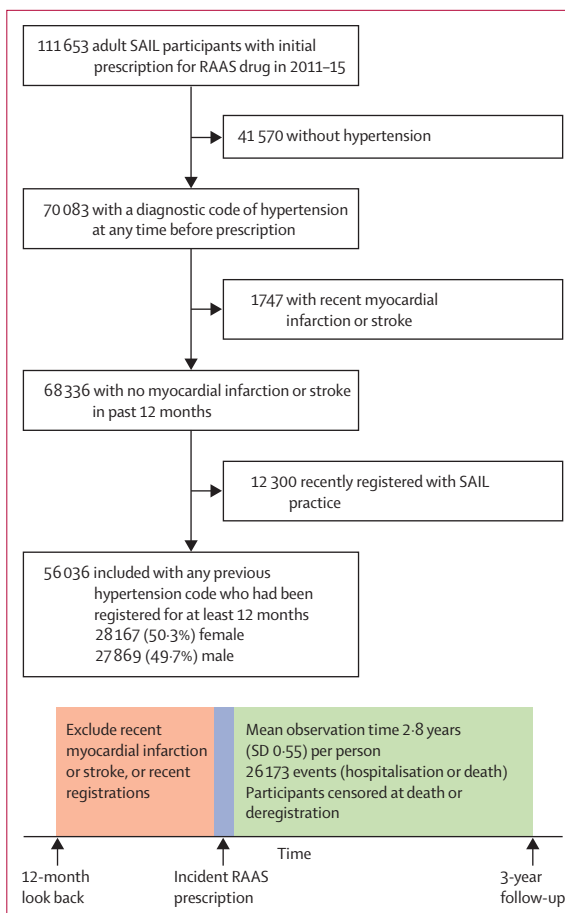 111 653 adult SAIL participants with initial
prescription for RAAS drug in 2011–15
41 570 without hypertension
70 083 with a diagnostic code of hypertension
at any time before prescription
1747 with recent myocardial
infarction or stroke
68 336 with no myocardial infarction or stroke
in past 12 months
12 300 recently registered with SAIL
practice
56 036 included with any previous
hypertension code who had been
registered for at least 12 months
28 167 (50·3%) female
27 869 (49·7%) male
Exclude recent
myocardial infarction
or stroke, or recent
registrations
Mean observation time 2·8 years
(SD 0·55) per person
26 173 events (hospitalisation or death)
Participants censored at death or
deregistration
Time
12-month
look back
Incident RAAS
prescription
3-year
follow-up